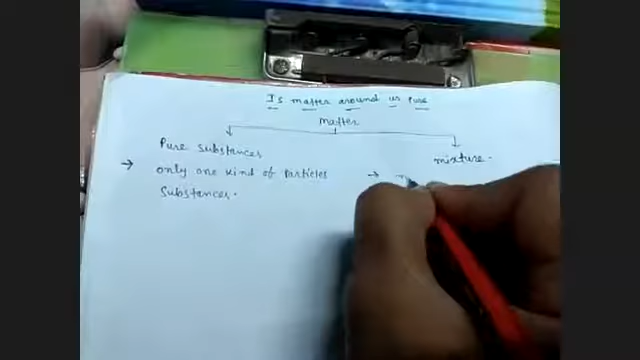 Is matter around us Pure
matter
Pure Substances
mixture.
→ only one kind of Particles
Substances.
→